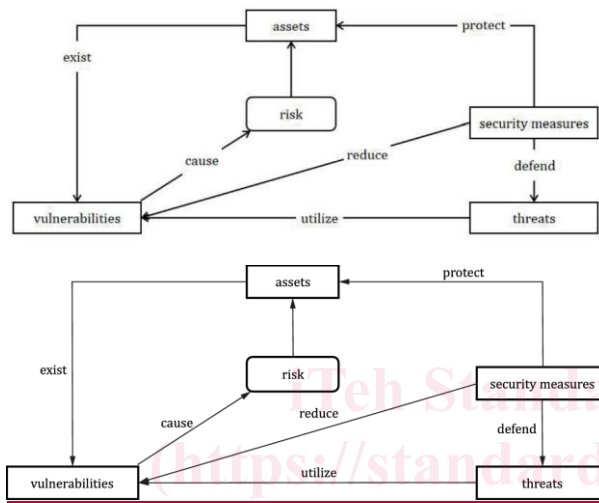 assets
protect
exist
risk
security measures
cause
reduce
defend
vulnerabilities
utilize
threats
assets
protect
exist
risk
iTeh Standa
security measures
cause
reduce
defend
(https://standard
vulnerabilities
utilize
threats